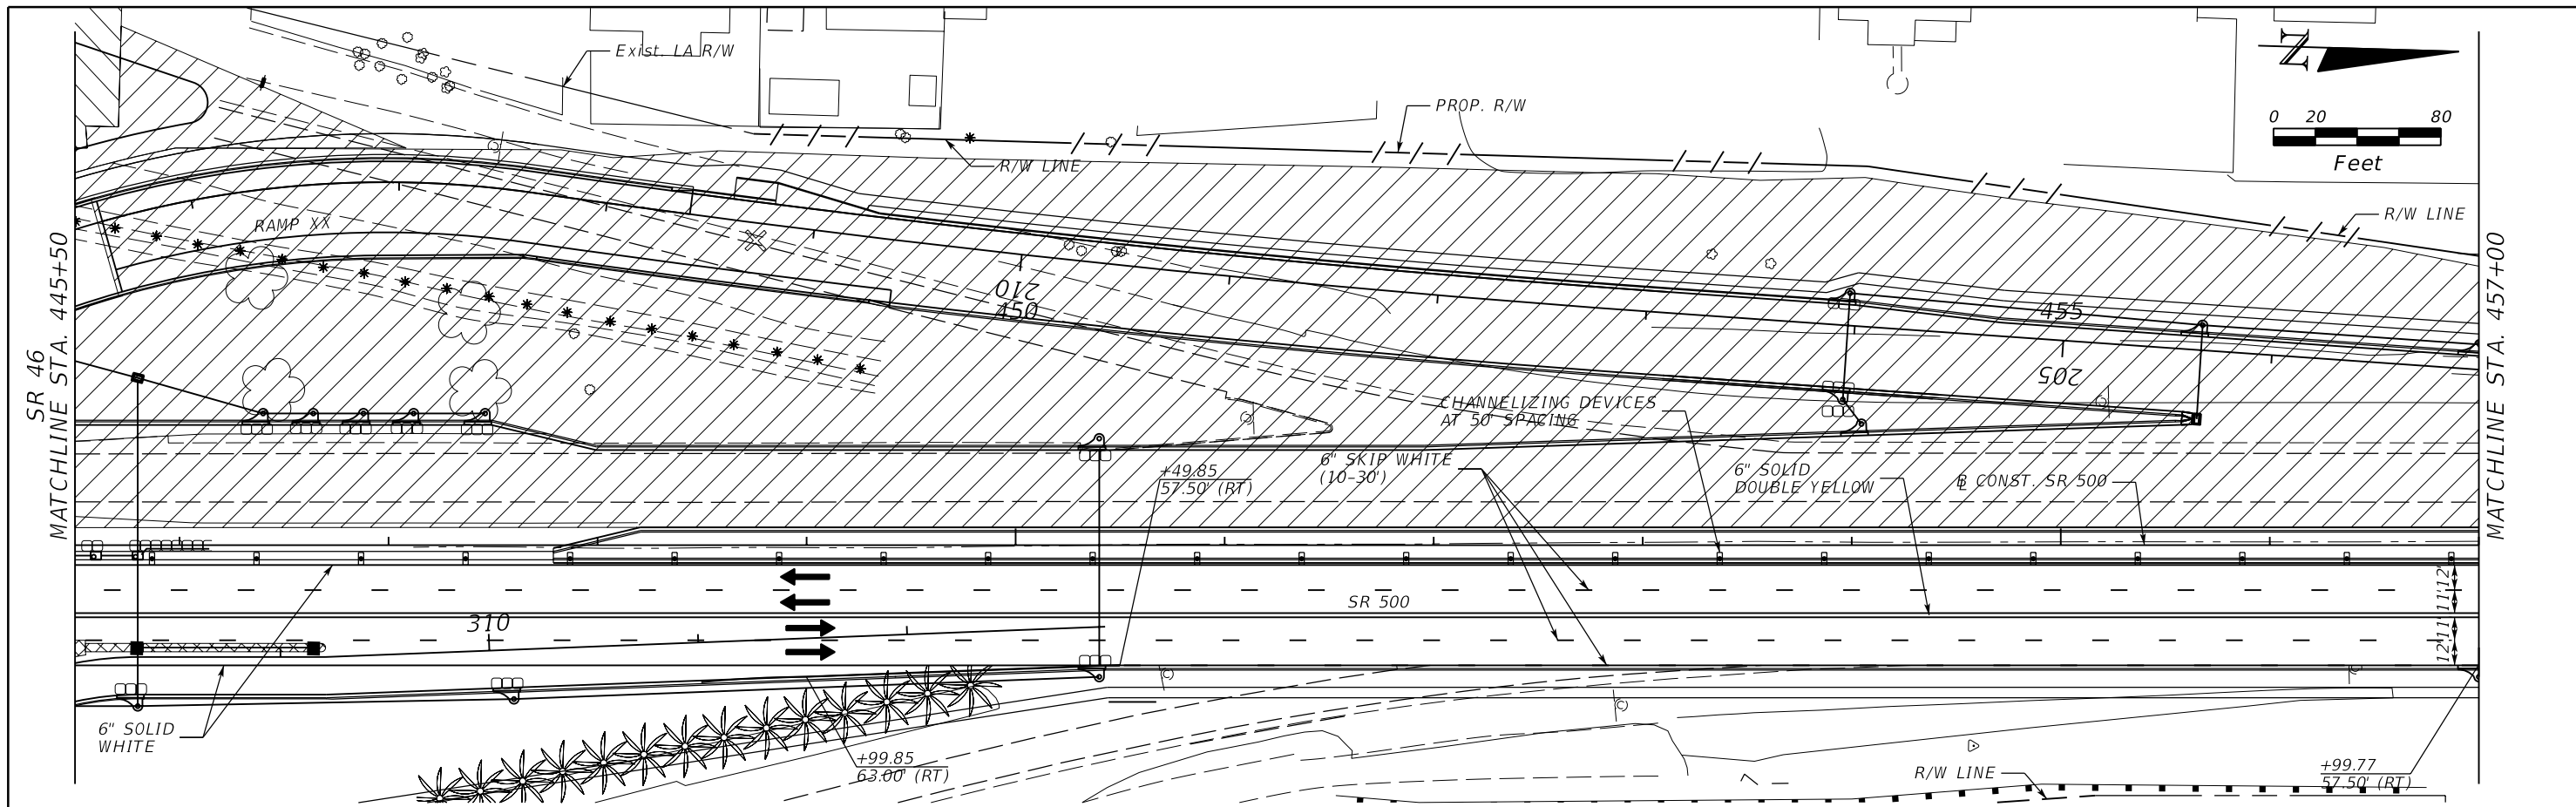 Exist. LA R/W
PROP. R/W
R/W LINE
N
0 20 80
Feet
R/W LINE
RAMP XX
210
450
455
205
SR 46
MATCHLINE STA. 445+50
MATCHLINE STA. 457+00
CHANNELIZING DEVICES
AT 50' SPACING
+49.85
57.50' (RT)
6" SKIP WHITE
(10-30')
6" SOLID
DOUBLE YELLOW
℄ CONST. SR 500
SR 500
310
12'
11'
11'
12'
6" SOLID
WHITE
+99.85
63.00' (RT)
R/W LINE
+99.77
57.50' (RT)